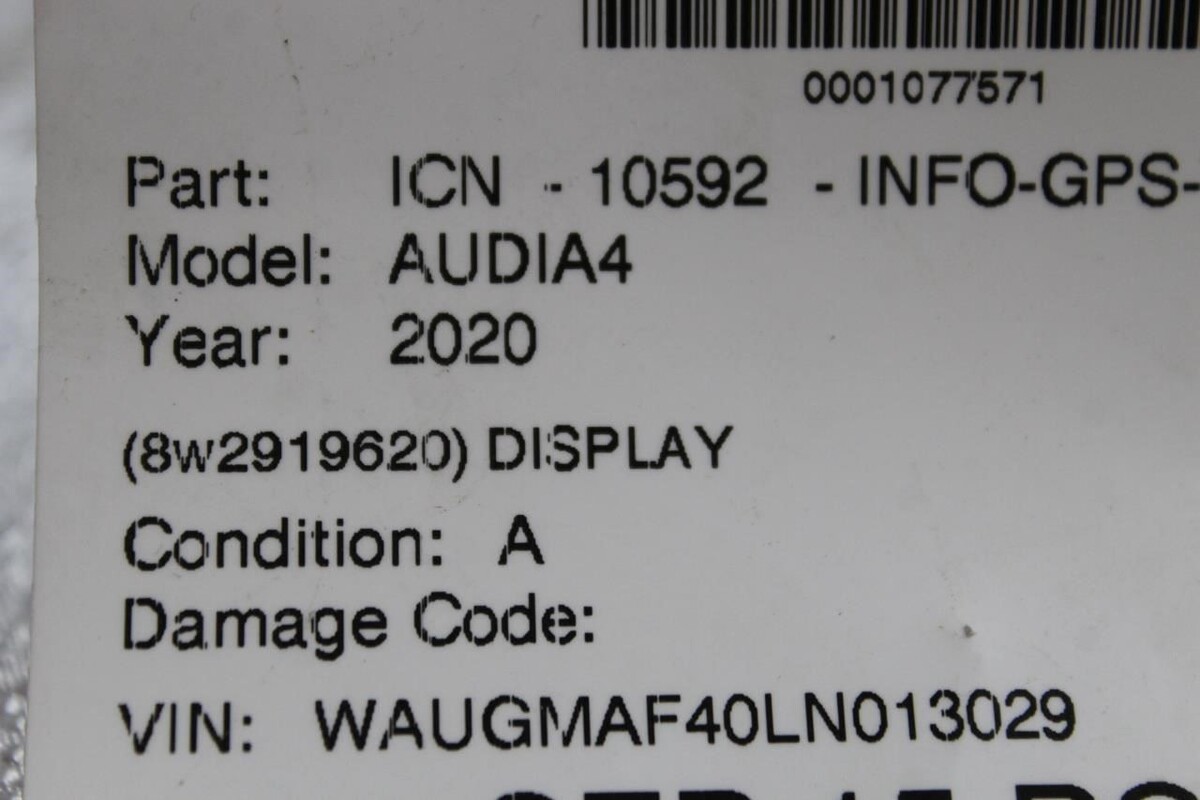 0001077571
Part: ICN - 10592 - INFO-GPS-
Model: AUDIA4
Year: 2020
(8w2919620) DISPLAY
Condition: A
Damage Code:
VIN: WAUGMAF40LN013029